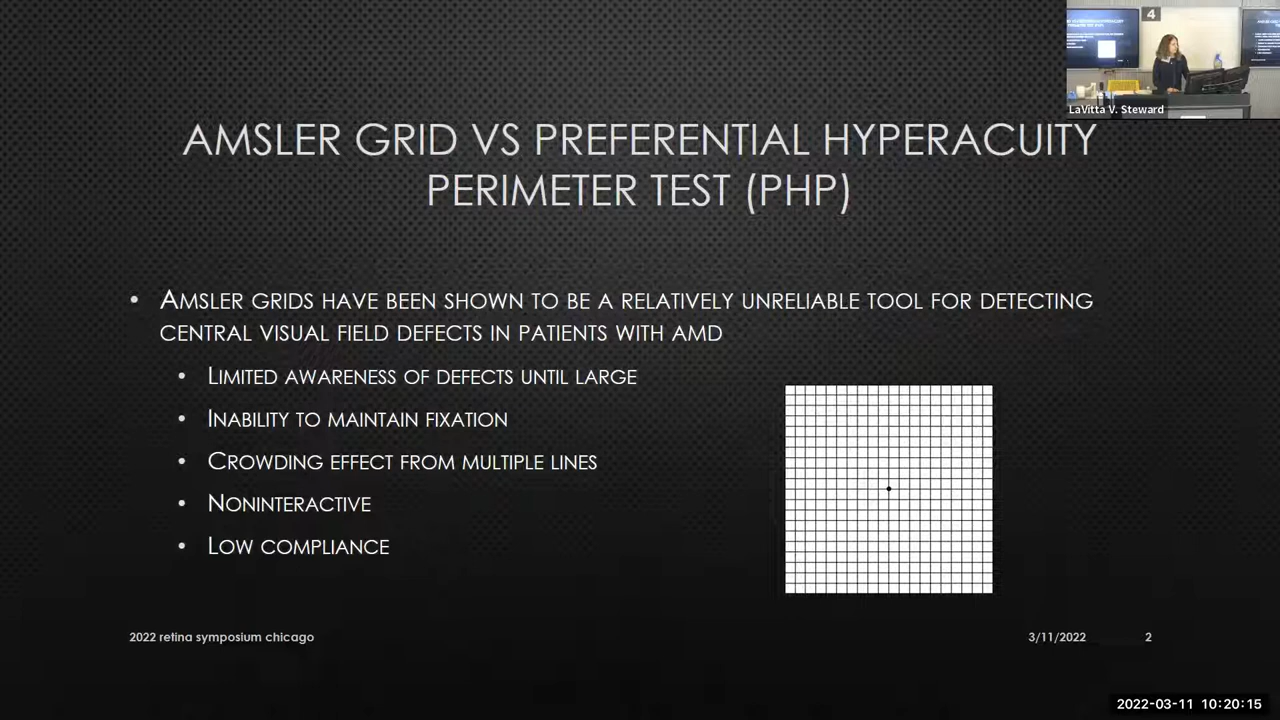 4
LaVitta V. Steward
AMSLER GRID VS PREFERENTIAL HYPERACUITY
PERIMETER TEST (PHP)
• AMSLER GRIDS HAVE BEEN SHOWN TO BE A RELATIVELY UNRELIABLE TOOL FOR DETECTING
CENTRAL VISUAL FIELD DEFECTS IN PATIENTS WITH AMD
• LIMITED AWARENESS OF DEFECTS UNTIL LARGE
• INABILITY TO MAINTAIN FIXATION
• CROWDING EFFECT FROM MULTIPLE LINES
• NONINTERACTIVE
• LOW COMPLIANCE
2022 retina symposium chicago
3/11/2022
2
2022-03-11 10:20:15